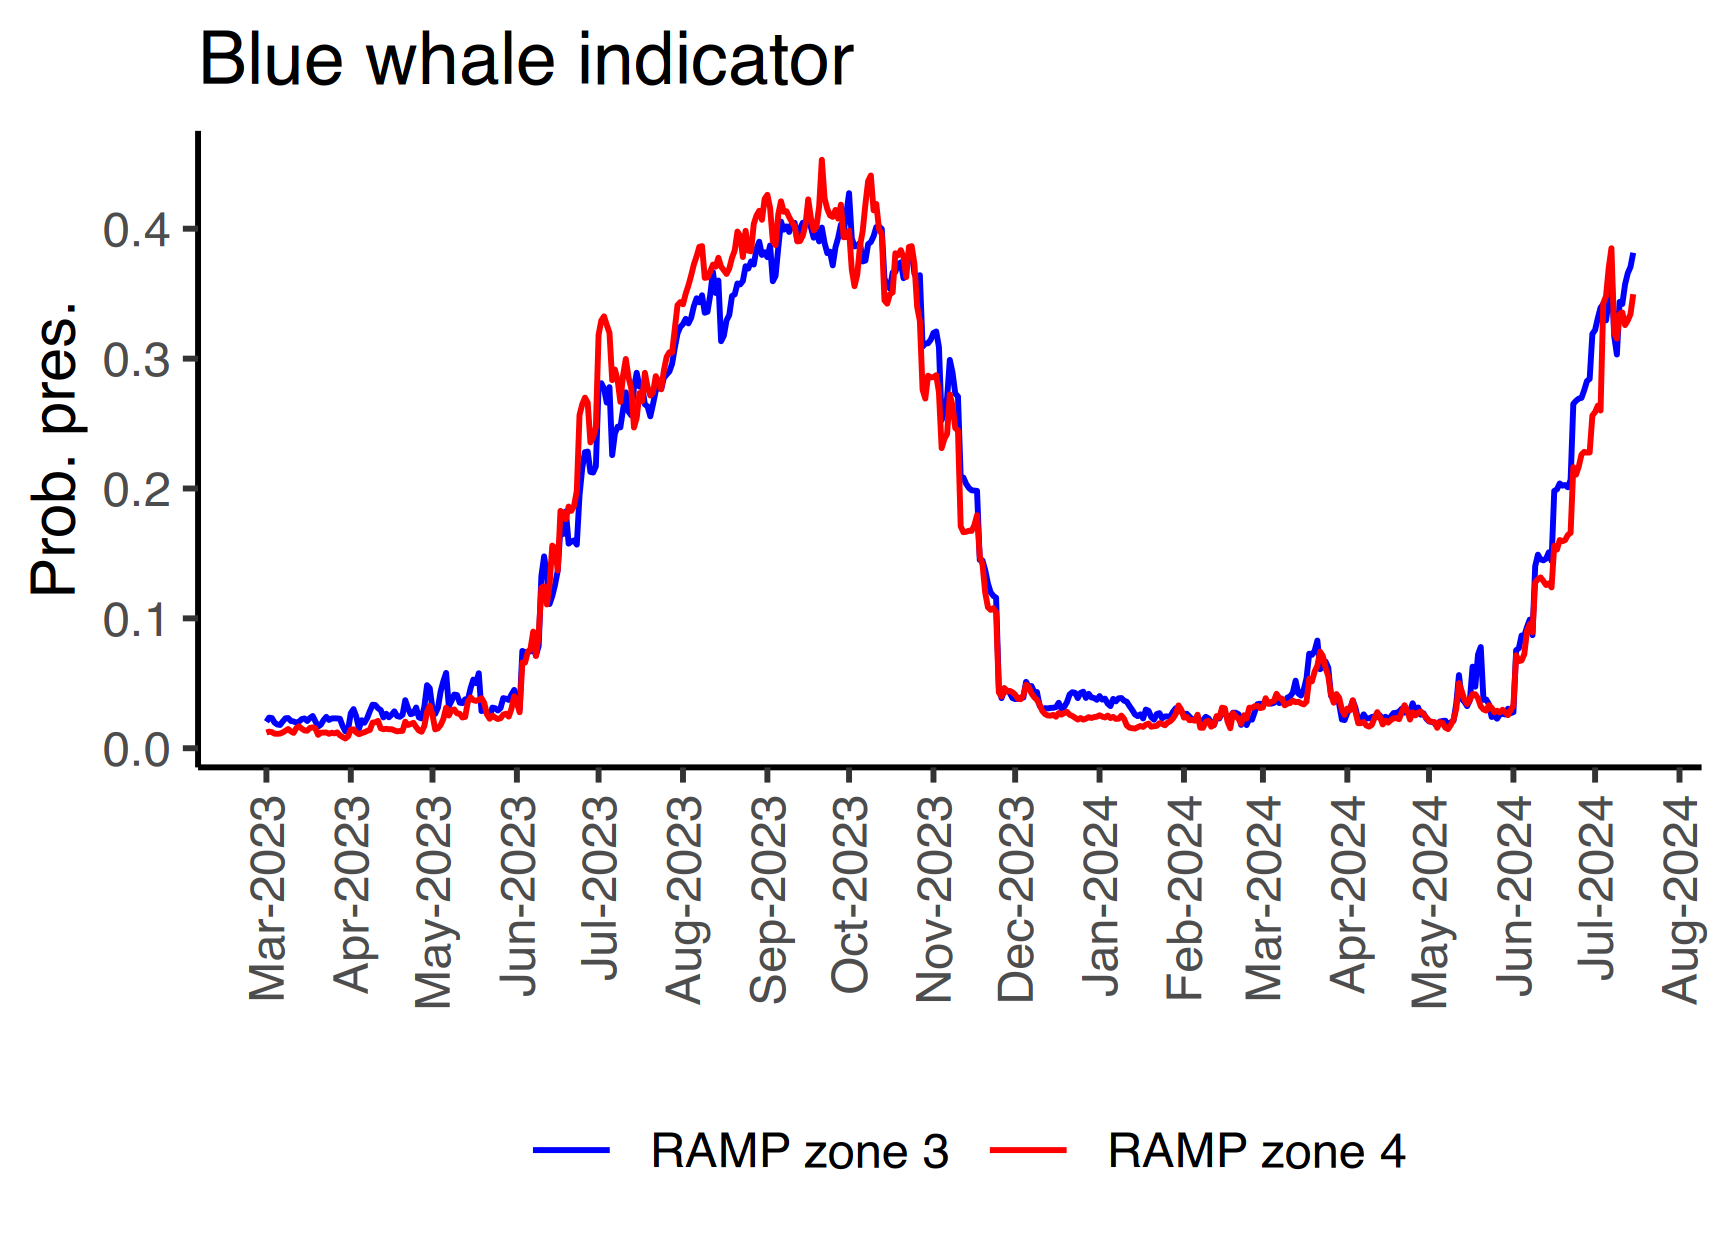 Blue whale indicator
Prob. pres.
0.4
0.3
0.2
0.1
0.0
Mar-2023
Apr-2023
May-2023
Jun-2023
Jul-2023
Aug-2023
Sep-2023
Oct-2023
Nov-2023
Dec-2023
Jan-2024
Feb-2024
Mar-2024
Apr-2024
May-2024
Jun-2024
Jul-2024
Aug-2024
RAMP zone 3
RAMP zone 4